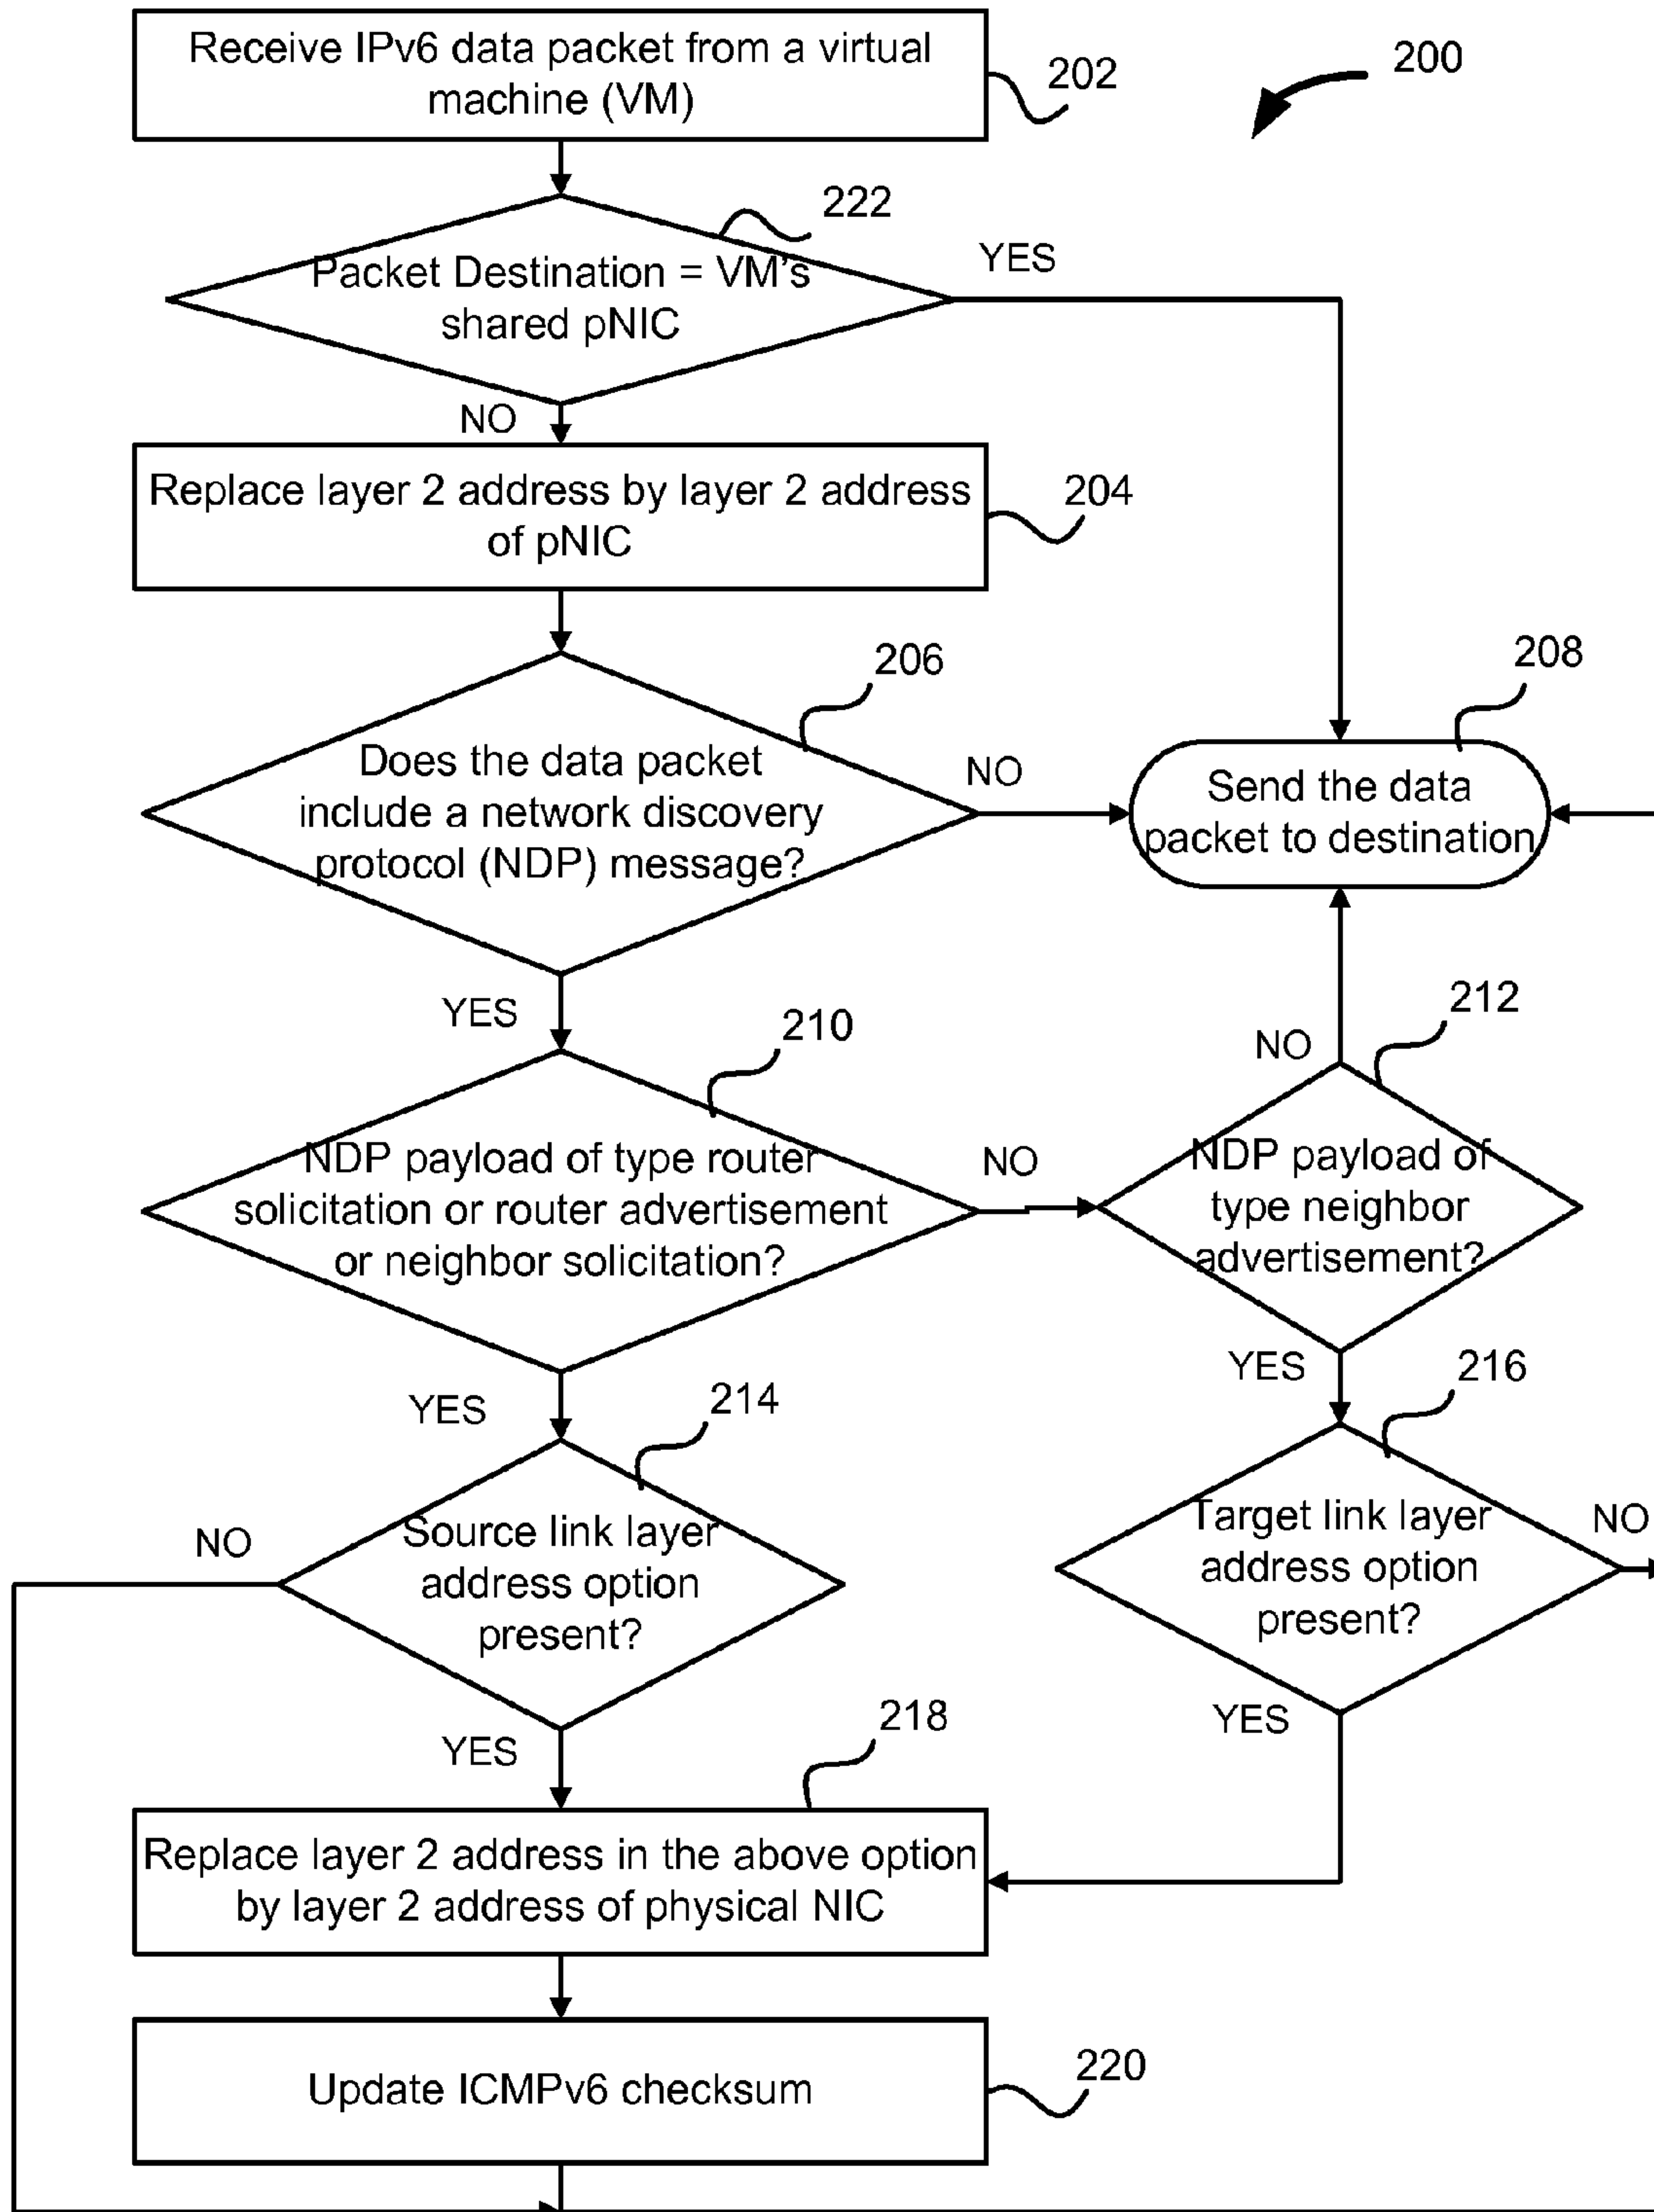 Receive IPv6 data packet from a virtual
machine (VM)
202
200
222
Packet Destination = VM's
shared pNIC
YES
NO
Replace layer 2 address by layer 2 address
of pNIC
204
206
Does the data packet
include a network discovery
protocol (NDP) message?
NO
208
Send the data
packet to destination
YES
210
NDP payload of type router
solicitation or router advertisement
or neighbor solicitation?
NO
212
NO
NDP payload of
type neighbor
advertisement?
YES
214
Source link layer
address option
present?
NO
YES
216
Target link layer
address option
present?
NO
YES
YES
218
Replace layer 2 address in the above option
by layer 2 address of physical NIC
Update ICMPv6 checksum
220